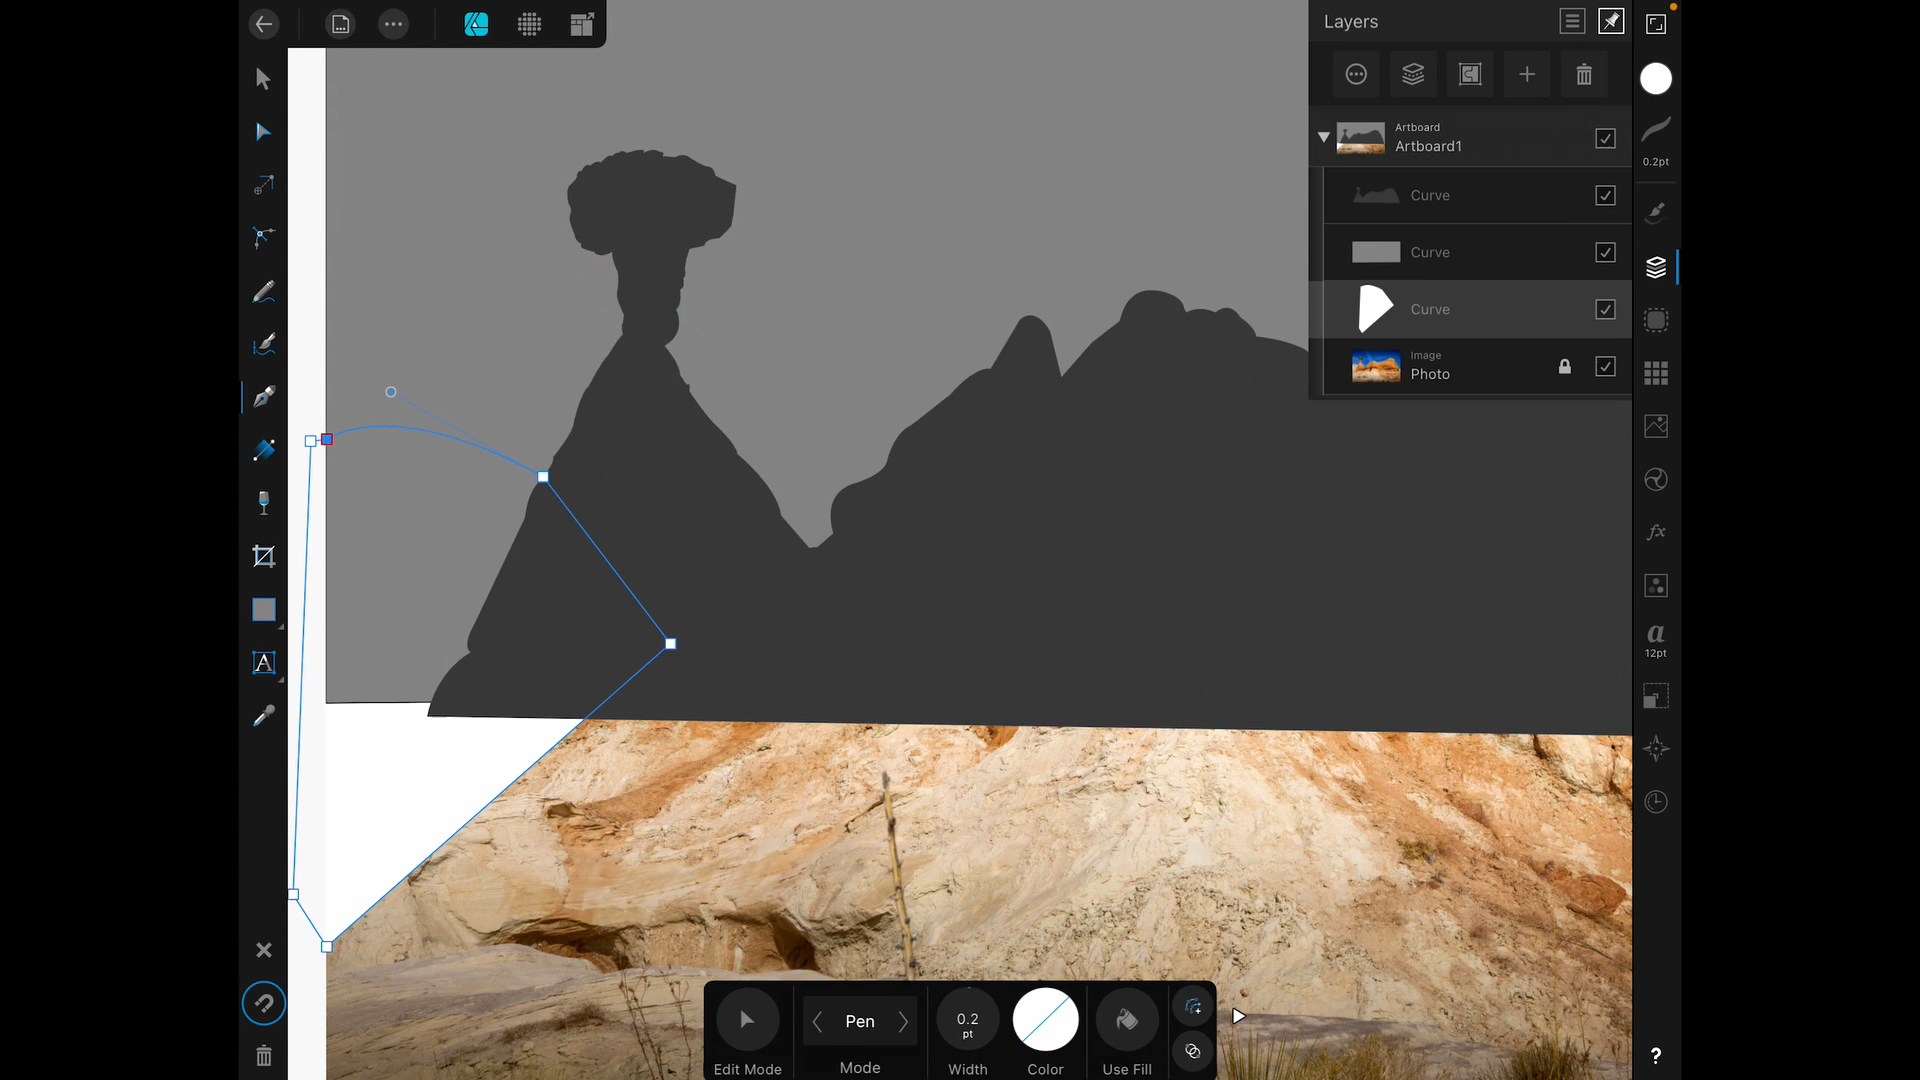 Layers
Artboard
Artboard1
0.2pt
Curve
Curve
Curve
Image
Photo
fx
a
12pt
A
0.2
pt
Pen
Edit Mode
Mode
Width
Color
Use Fill
?